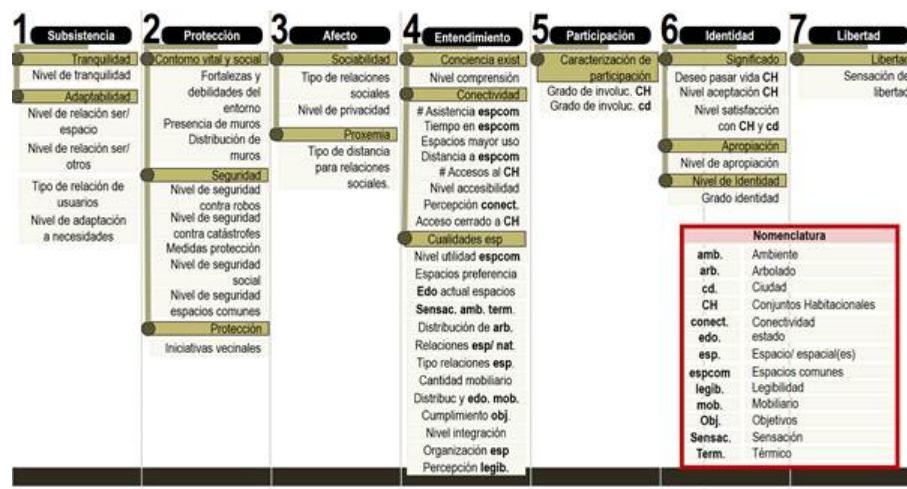 1 Subsistencia
Tranquilidad
Nivel de tranquilidad
Adaptabilidad
Nivel de relación ser/
espacio
Nivel de relación ser/
otros
Tipo de relación de
usuarios
Nivel de adaptación
a necesidades
2 Protección
Contorno vital y social
Fortalezas y
debilidades del
entorno
Presencia de muros
Distribución de
muros
Seguridad
Nivel de seguridad
contra robos
Nivel de seguridad
contra catástrofes
Medidas protección
Nivel de seguridad
social
Nivel de seguridad
espacios comunes
Protección
Iniciativas vecinales
3 Afecto
Sociabilidad
Tipo de relaciones
sociales
Nivel de privacidad
Proxemia
Tipo de distancia
para relaciones
sociales.
4 Entendimiento
Conciencia exist
Nivel comprensión
Conectividad
# Asistencia espcom
Tiempo en espcom
Espacios mayor uso
Distancia a espcom
# Accesos al CH
Nivel accesibilidad
Percepción conect.
Acceso cerrado a CH
Cualidades esp
Nivel utilidad espcom
Espacios preferencia
Edo actual espacios
Sensac. amb. term.
Distribución de arb.
Relaciones esp/ nat.
Tipo relaciones esp.
Cantidad mobiliario
Distribuc y edo. mob.
Cumplimiento obj.
Nivel integración
Organización esp
Percepción legib.
5 Participación
Caracterización de
participación
Grado de involuc. CH
Grado de involuc. cd
6 Identidad
Significado
Deseo pasar vida CH
Nivel aceptación CH
Nivel satisfacción
con CH y cd
Apropiación
Nivel de apropiación
Nivel de Identidad
Grado identidad
7 Libertad
Libertad
Sensación de
libertad
Nomenclatura
amb. Ambiente
arb. Arbolado
cd. Ciudad
CH Conjuntos Habitacionales
conect. Conectividad
edo. estado
esp. Espacio/ espacial(es)
espcom Espacios comunes
legib. Legibilidad
mob. Mobiliario
Obj. Objetivos
Sensac. Sensación
Term. Térmico